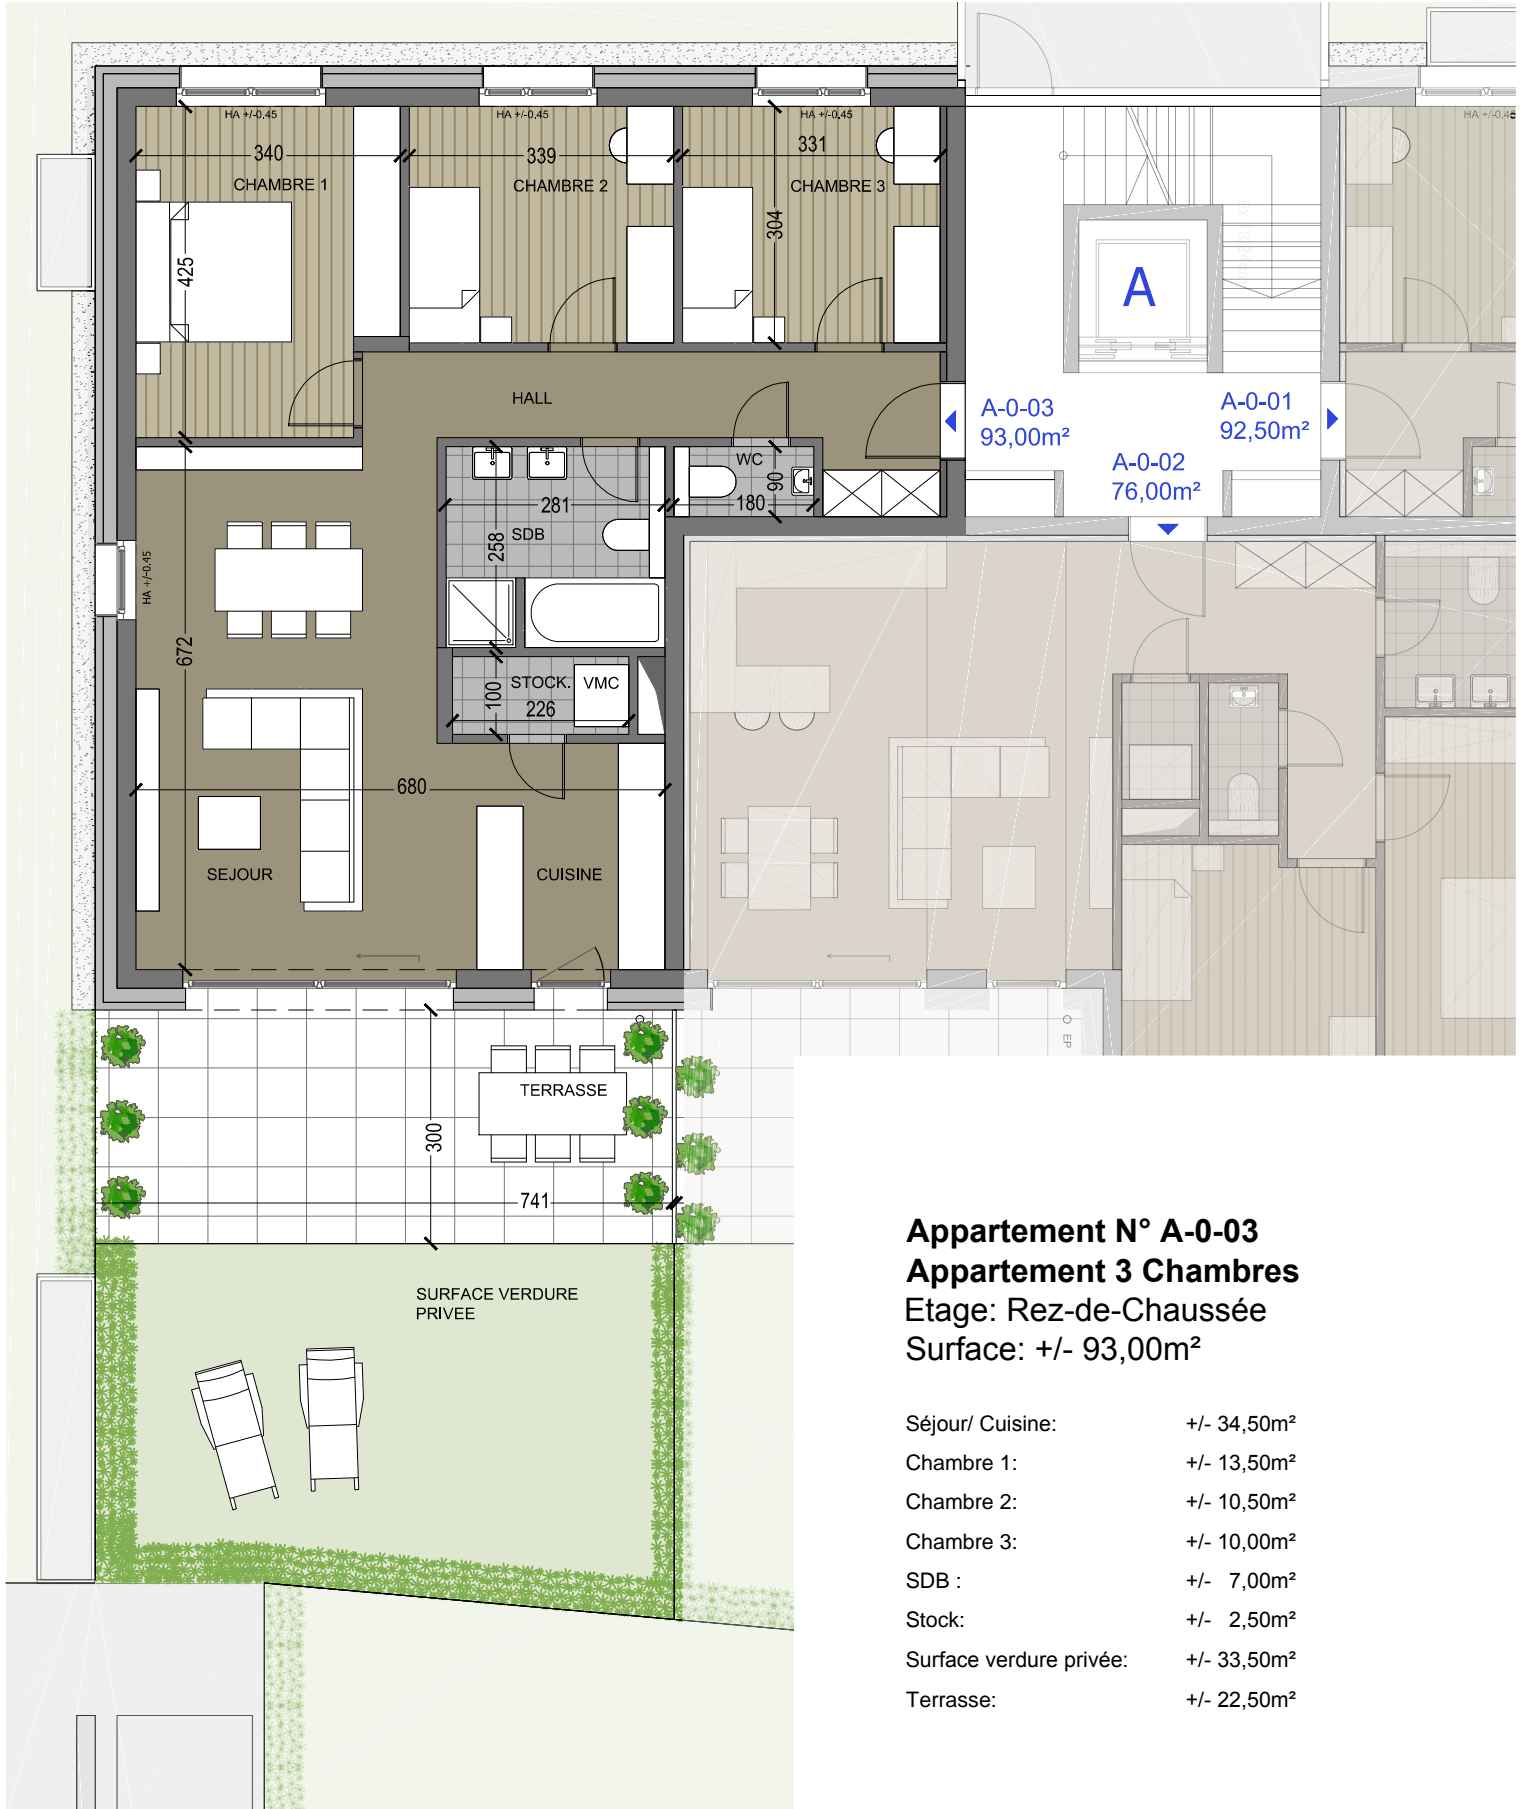 HA +/-0.45
HA +/-0.45
HA +/-0.45
340
339
331
CHAMBRE 1
CHAMBRE 2
CHAMBRE 3
304
425
A
HALL
A-0-03
93,00m²
A-0-01
92,50m²
A-0-02
76,00m²
WC
90
180
281
SDB
258
HA +/-0.45
672
STOCK.
VMC
100
226
680
SEJOUR
CUISINE
EP
TERRASSE
300
741
SURFACE VERDURE
PRIVEE
Appartement N° A-0-03
Appartement 3 Chambres
Etage: Rez-de-Chaussée
Surface: +/- 93,00m²
Séjour/ Cuisine: +/- 34,50m²
Chambre 1: +/- 13,50m²
Chambre 2: +/- 10,50m²
Chambre 3: +/- 10,00m²
SDB : +/- 7,00m²
Stock: +/- 2,50m²
Surface verdure privée: +/- 33,50m²
Terrasse: +/- 22,50m²